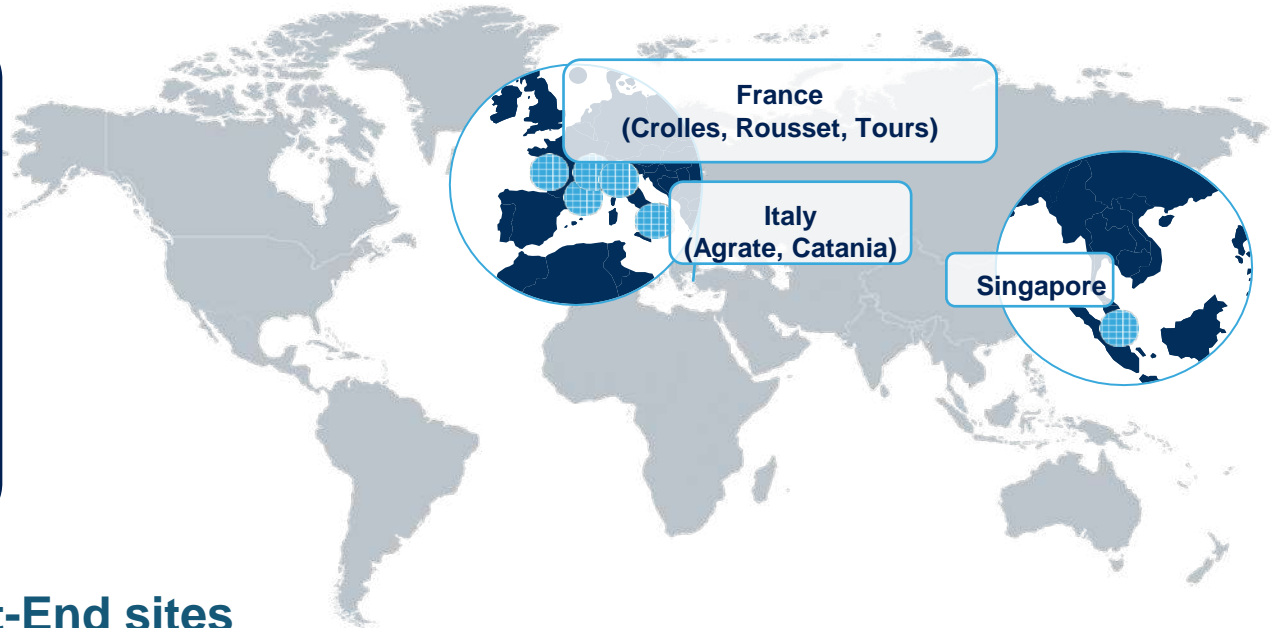 France
(Crolles, Rousset, Tours)
Italy
(Agrate, Catania)
Singapore
-End sites